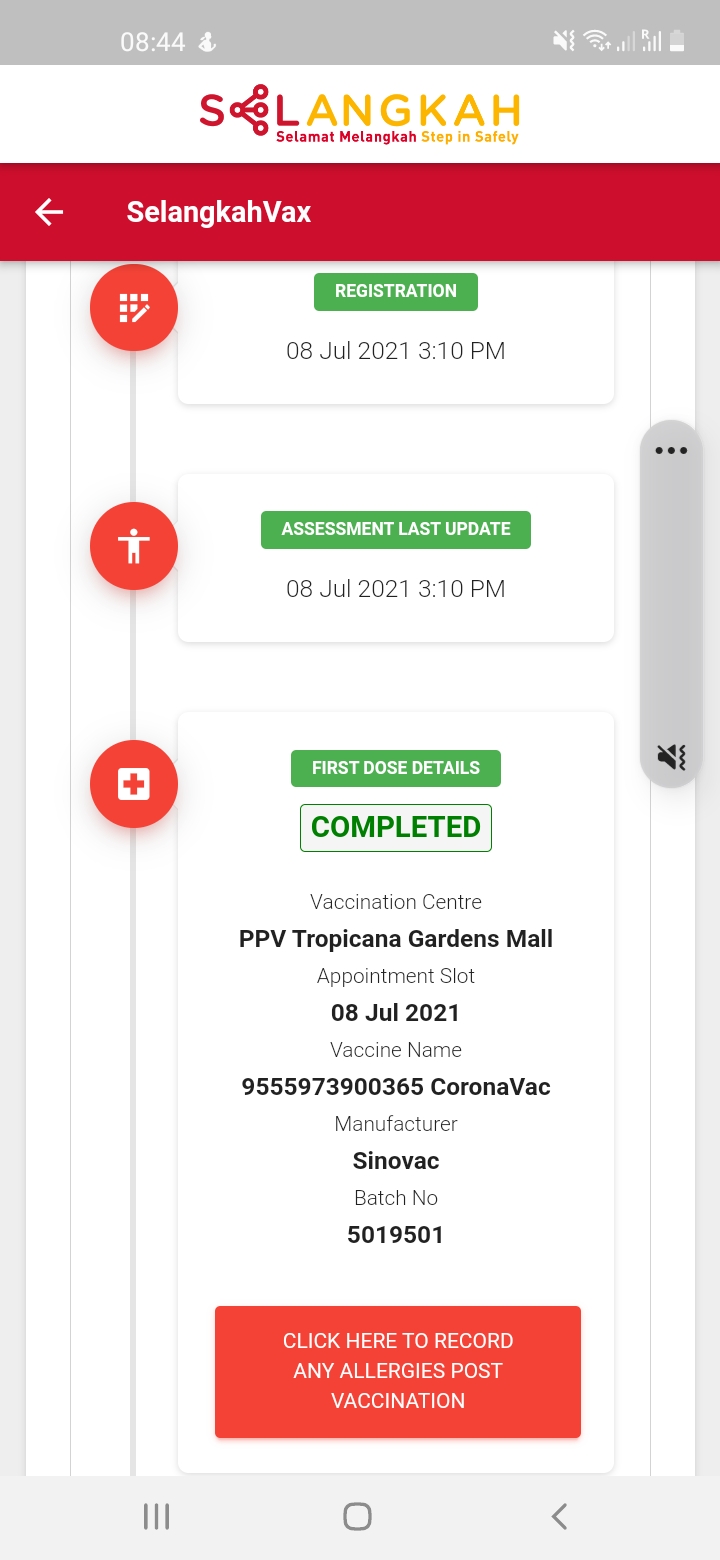 08:44
R
SELANGKAH
Selamat Melangkah Step in Safely
SelangkahVax
REGISTRATION
08 Jul 2021 3:10 PM
ASSESSMENT LAST UPDATE
08 Jul 2021 3:10 PM
FIRST DOSE DETAILS
COMPLETED
Vaccination Centre
PPV Tropicana Gardens Mall
Appointment Slot
08 Jul 2021
Vaccine Name
9555973900365 CoronaVac
Manufacturer
Sinovac
Batch No
5019501
CLICK HERE TO RECORD
ANY ALLERGIES POST
VACCINATION